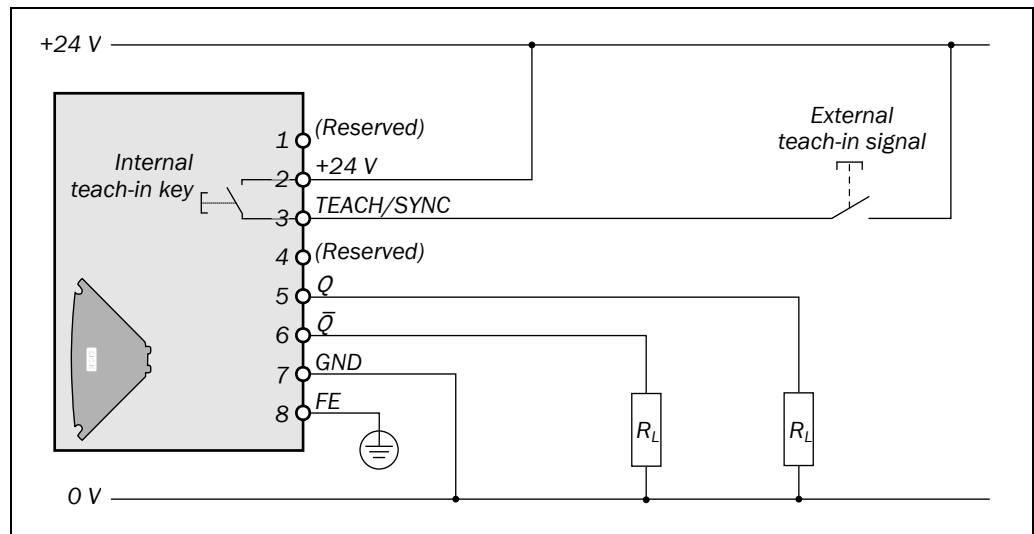 +24 V
External
teach-in signal
1 (Reserved)
Internal
teach-in key
2 +24 V
3 TEACH/SYNC
4 (Reserved)
5 Q
6 Q̅
7 GND
8 FE
R_L R_L
0 V